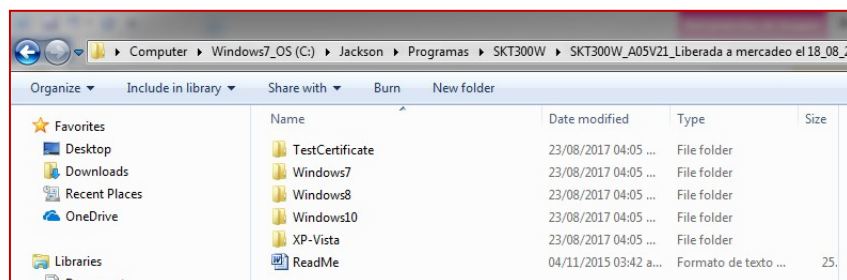 Computer ▸ Windows7_OS (C:) ▸ Jackson ▸ Programas ▸ SKT300W ▸ SKT300W_A05V21_Liberada a mercadeo el 18_08_
Organize Include in library Share with Burn New folder
Name Date modified Type Size
Favorites
Desktop TestCertificate 23/08/2017 04:05 ... File folder
Downloads Windows7 23/08/2017 04:05 ... File folder
Recent Places Windows8 23/08/2017 04:05 ... File folder
OneDrive Windows10 23/08/2017 04:05 ... File folder
XP-Vista 23/08/2017 04:05 ... File folder
Libraries ReadMe 04/11/2015 03:42 a... Formato de texto ... 25.